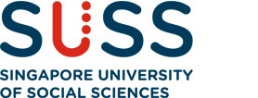 SUSS
SINGAPORE UNIVERSITY
OF SOCIAL SCIENCES